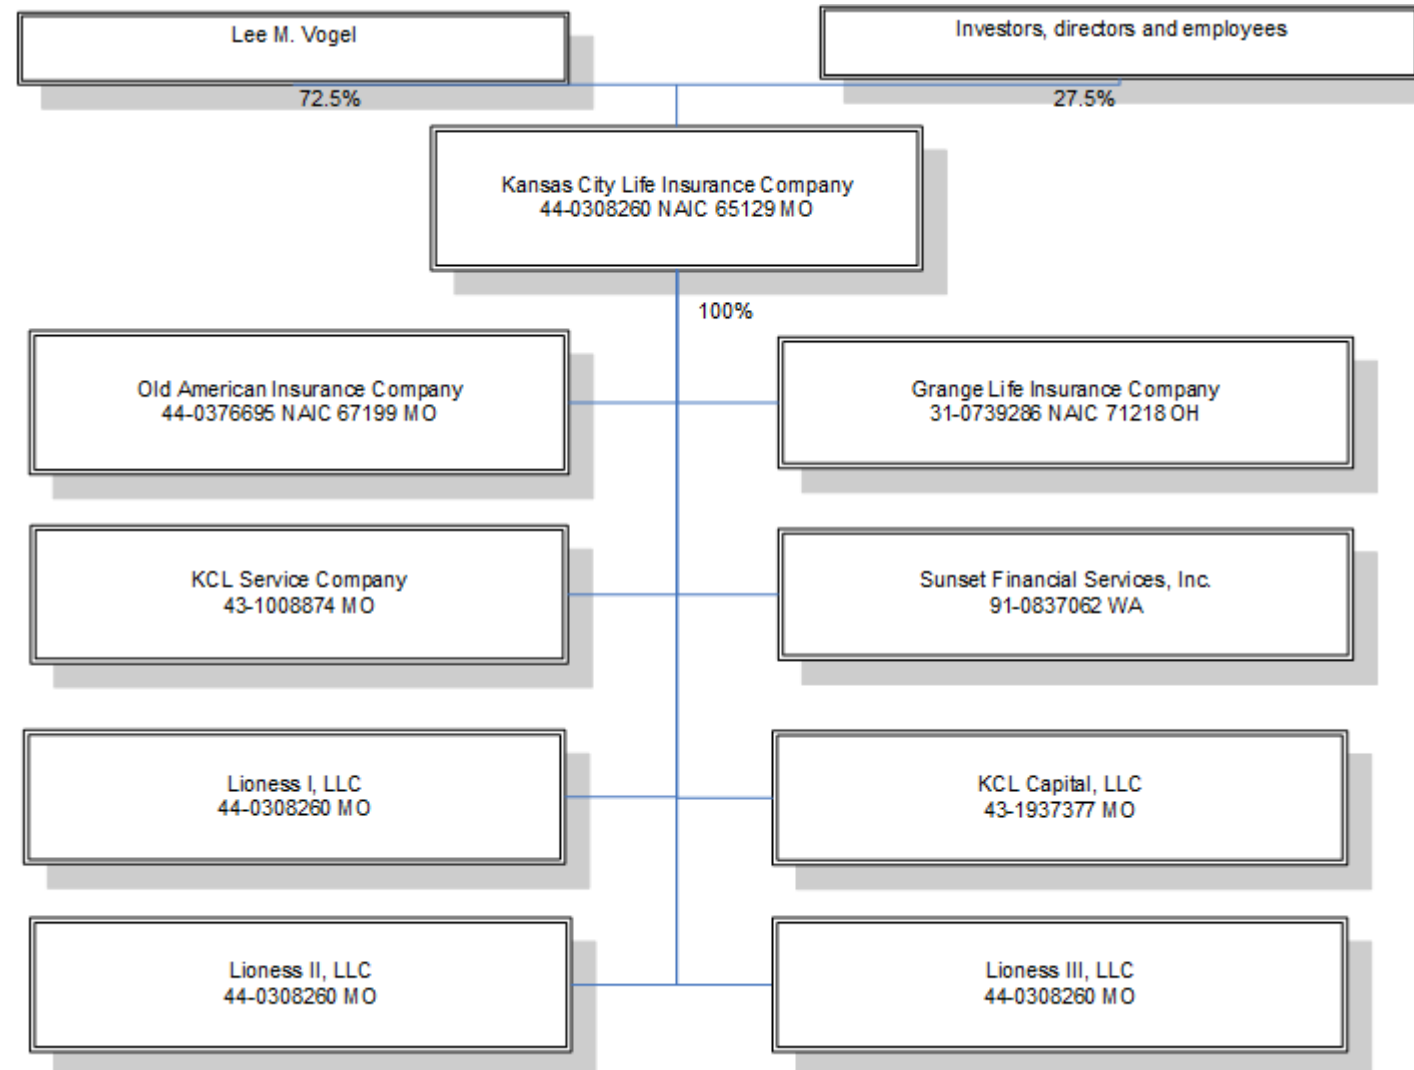 Lee M. Vogel
Investors, directors and employees
72.5%
27.5%
Kansas City Life Insurance Company
44-0308260 NAIC 65129 MO
100%
Old American Insurance Company
44-0376695 NAIC 67199 MO
Grange Life Insurance Company
31-0739286 NAIC 71218 OH
KCL Service Company
43-1008874 MO
Sunset Financial Services, Inc.
91-0837062 WA
Lioness I, LLC
44-0308260 MO
KCL Capital, LLC
43-1937377 MO
Lioness II, LLC
44-0308260 MO
Lioness III, LLC
44-0308260 MO